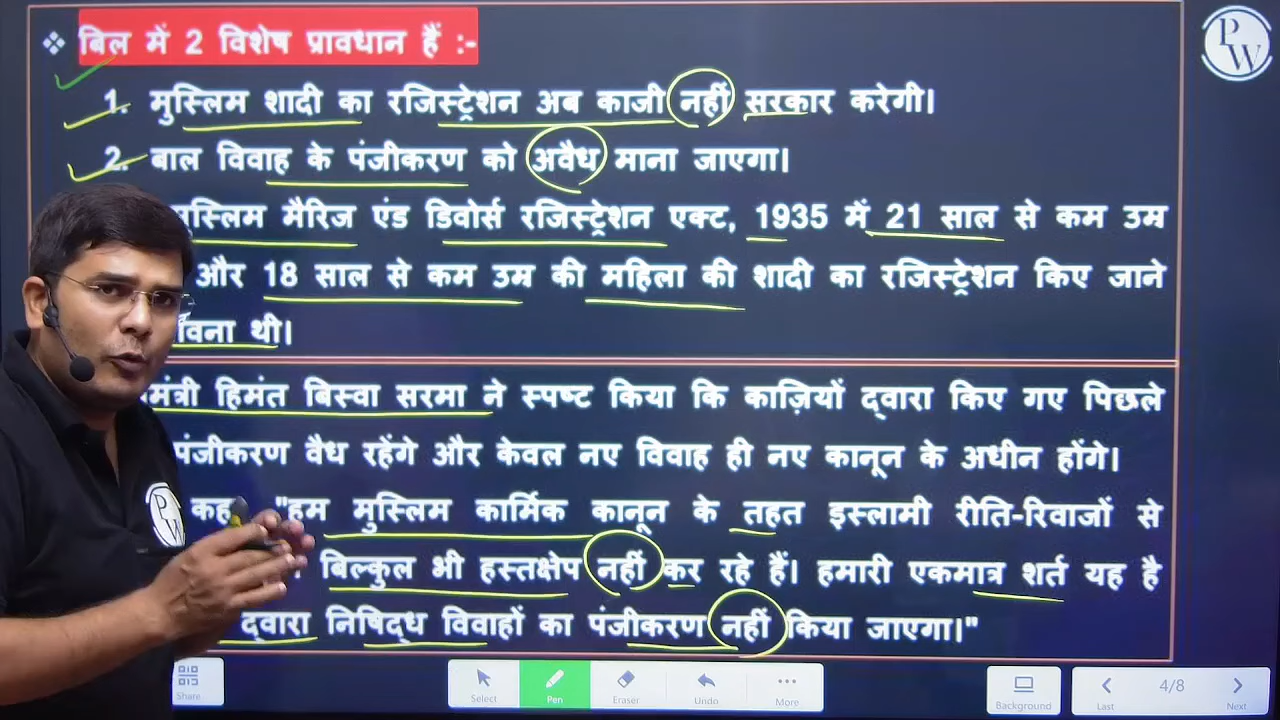 ❖ बिल में 2 विशेष प्रावधान हैं :-
PW
1. मुस्लिम शादी का रजिस्ट्रेशन अब काजी नहीं सरकार करेगी।
2. बाल विवाह के पंजीकरण को अवैध माना जाएगा।
मुस्लिम मैरिज एंड डिवोर्स रजिस्ट्रेशन एक्ट, 1935 में 21 साल से कम उम्र
और 18 साल से कम उम्र की महिला की शादी का रजिस्ट्रेशन किए जाने
थी।
हिमंत बिस्वा सरमा ने स्पष्ट किया कि काज़ियों द्वारा किए गए पिछले
पंजीकरण वैध रहेंगे और केवल नए विवाह ही नए कानून के अधीन होंगे।
"हम मुस्लिम कार्मिक कानून के तहत इस्लामी रीति-रिवाजों से
बिल्कुल भी हस्तक्षेप नहीं कर रहे हैं। हमारी एकमात्र शर्त यह है
द्वारा निषिद्ध विवाहों का पंजीकरण नहीं किया जाएगा।"
PW
Share
Select
Pen
Eraser
Undo
More
Background
Last
4/8
Next